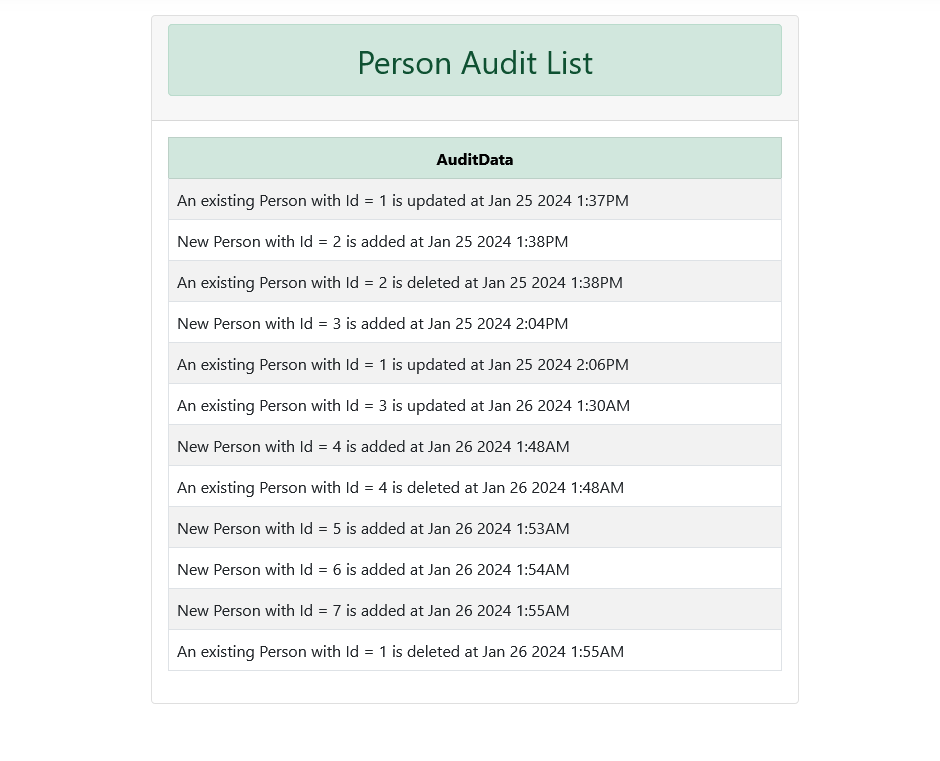 Person Audit List
AuditData
An existing Person with Id = 1 is updated at Jan 25 2024 1:37PM
New Person with Id = 2 is added at Jan 25 2024 1:38PM
An existing Person with Id = 2 is deleted at Jan 25 2024 1:38PM
New Person with Id = 3 is added at Jan 25 2024 2:04PM
An existing Person with Id = 1 is updated at Jan 25 2024 2:06PM
An existing Person with Id = 3 is updated at Jan 26 2024 1:30AM
New Person with Id = 4 is added at Jan 26 2024 1:48AM
An existing Person with Id = 4 is deleted at Jan 26 2024 1:48AM
New Person with Id = 5 is added at Jan 26 2024 1:53AM
New Person with Id = 6 is added at Jan 26 2024 1:54AM
New Person with Id = 7 is added at Jan 26 2024 1:55AM
An existing Person with Id = 1 is deleted at Jan 26 2024 1:55AM